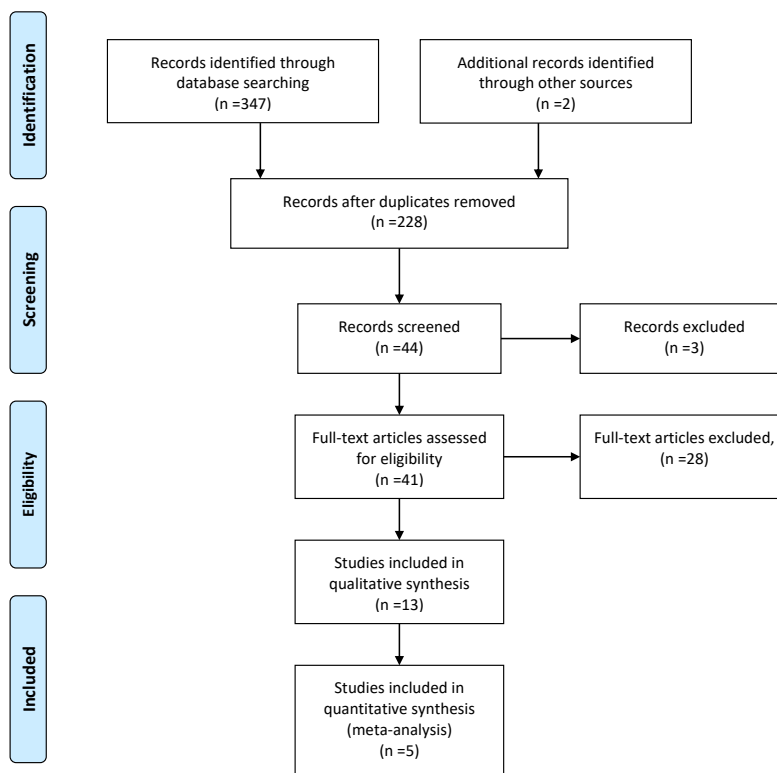 Identification
Records identified through
database searching
(n =347)
Additional records identified
through other sources
(n =2)
Records after duplicates removed
(n =228)
Screening
Records screened
(n =44)
Records excluded
(n =3)
Eligibility
Full-text articles assessed
for eligibility
(n =41)
Full-text articles excluded,
(n =28)
Studies included in
qualitative synthesis
(n =13)
Included
Studies included in
quantitative synthesis
(meta-analysis)
(n =5)